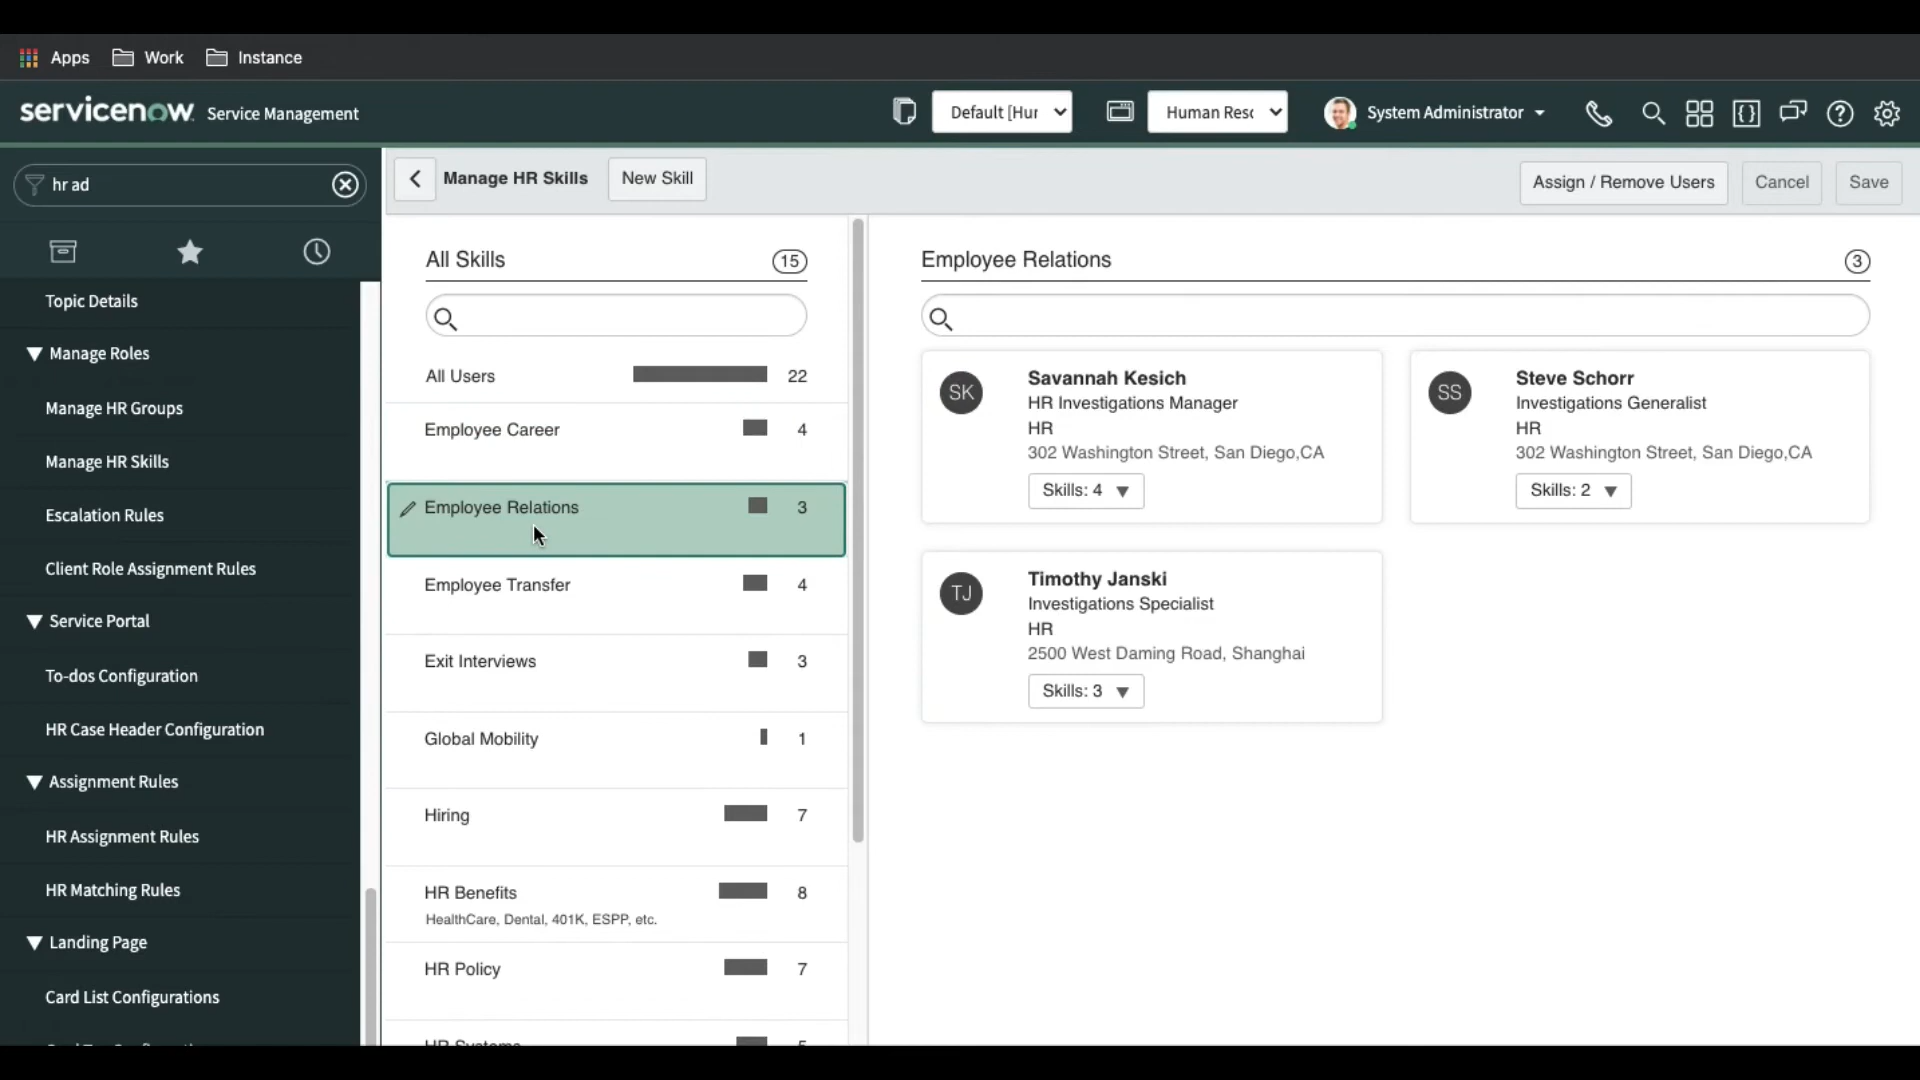 Apps
Work
Instance
servicenow Service Management
Default [Hur
Human Resc
System Administrator
hr ad
Manage HR Skills
New Skill
Assign / Remove Users
Cancel
Save
Topic Details
Manage Roles
Manage HR Groups
Manage HR Skills
Escalation Rules
Client Role Assignment Rules
Service Portal
To-dos Configuration
HR Case Header Configuration
Assignment Rules
HR Assignment Rules
HR Matching Rules
Landing Page
Card List Configurations
All Skills 15
All Users 22
Employee Career 4
Employee Relations 3
Employee Transfer 4
Exit Interviews 3
Global Mobility 1
Hiring 7
HR Benefits 8
HealthCare, Dental, 401K, ESPP, etc.
HR Policy 7
HR Systems 5
Employee Relations 3
SK
Savannah Kesich
HR Investigations Manager
HR
302 Washington Street, San Diego,CA
Skills: 4
SS
Steve Schorr
Investigations Generalist
HR
302 Washington Street, San Diego,CA
Skills: 2
TJ
Timothy Janski
Investigations Specialist
HR
2500 West Daming Road, Shanghai
Skills: 3